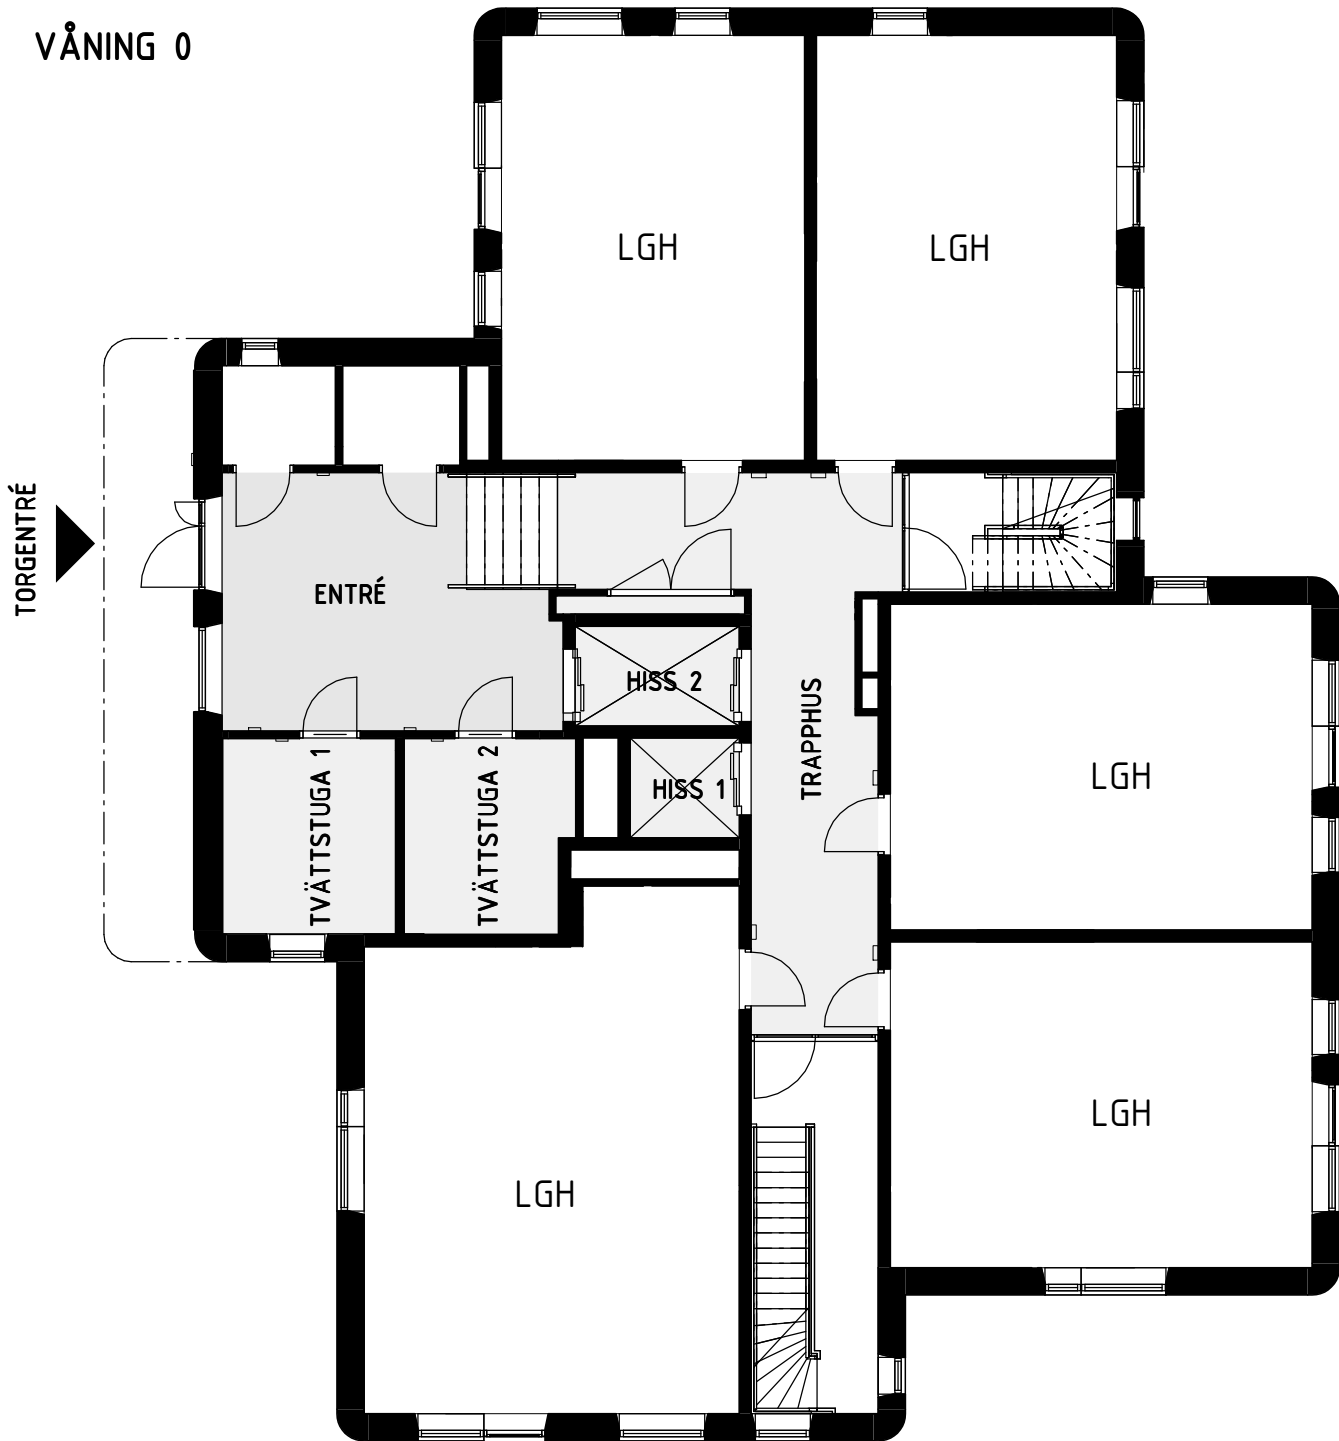 VÅNING 0
LGH
LGH
TORGENTRÉ
ENTRÉ
HISS 2
TRAPPHUS
HISS 1
LGH
TVÄTTSTUGA 1
TVÄTTSTUGA 2
LGH
LGH